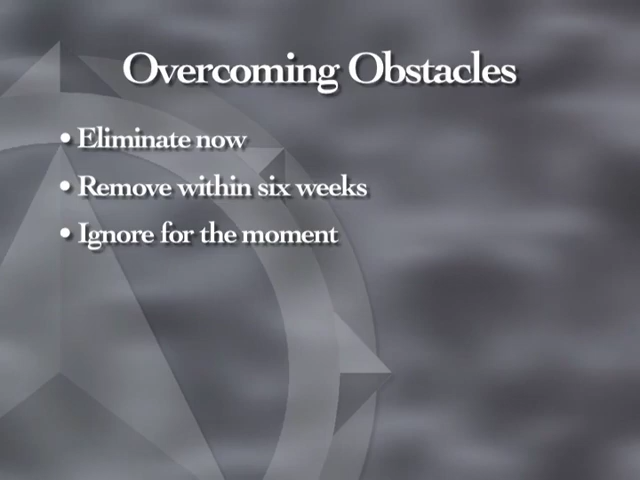 Overcoming Obstacles
• Eliminate now
• Remove within six weeks
• Ignore for the moment